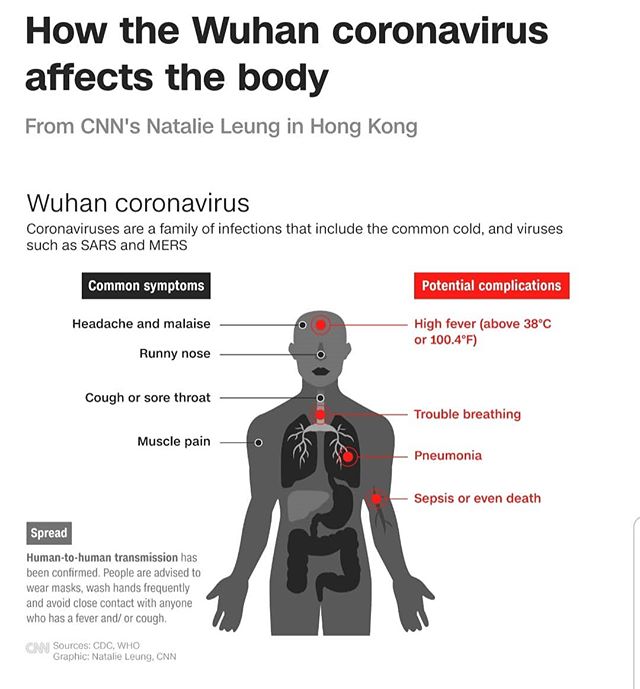 How the Wuhan coronavirus
affects the body
From CNN's Natalie Leung in Hong Kong
Wuhan coronavirus
Coronaviruses are a family of infections that include the common cold, and viruses
such as SARS and MERS
Common symptoms
Headache and malaise
Runny nose
Cough or sore throat
Muscle pain
Potential complications
High fever (above 38°C
or 100.4°F)
Trouble breathing
Pneumonia
Sepsis or even death
Spread
Human-to-human transmission has
been confirmed. People are advised to
wear masks, wash hands frequently
and avoid close contact with anyone
who has a fever and/ or cough.
CNN Sources: CDC, WHO
Graphic: Natalie Leung, CNN